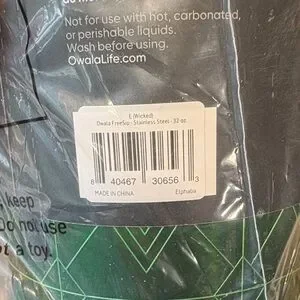 Not for use with hot, carbonated,
or perishable liquids.
Wash before using.
OwalaLife.com
E (Wicked)
Owala FreeSip - Stainless Steel - 32 oz
8 40467 30656 3
MADE IN CHINA Elphaba
keep
Do not use
a toy.